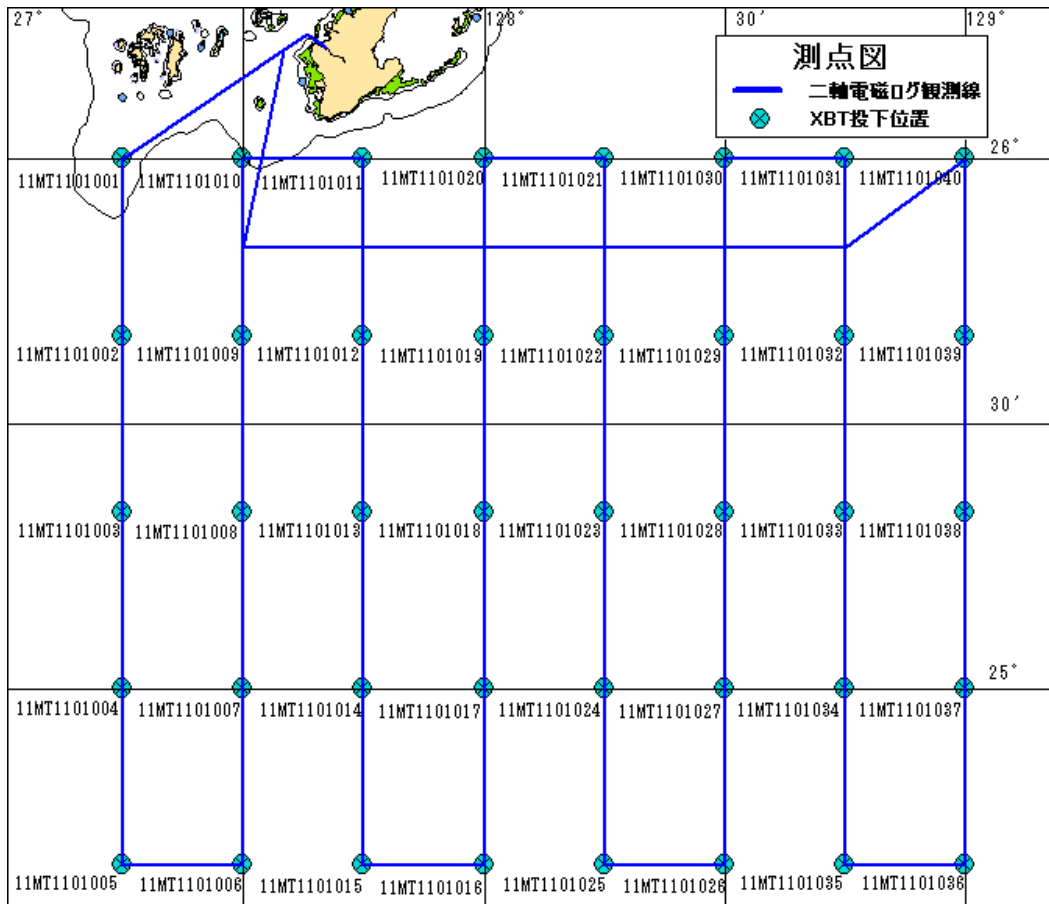 27° 128° 30′ 129°
測点図
二軸電磁ログ観測線
XBT投下位置
26°
11MT1101001 11MT1101010 11MT1101011 11MT1101020 11MT1101021 11MT1101030 11MT1101031 11MT1101040
11MT1101002 11MT1101009 11MT1101012 11MT1101019 11MT1101022 11MT1101029 11MT1101032 11MT1101039
30′
11MT1101003 11MT1101008 11MT1101013 11MT1101018 11MT1101023 11MT1101028 11MT1101033 11MT1101038
25°
11MT1101004 11MT1101007 11MT1101014 11MT1101017 11MT1101024 11MT1101027 11MT1101034 11MT1101037
11MT1101005 11MT1101006 11MT1101015 11MT1101016 11MT1101025 11MT1101026 11MT1101035 11MT1101036